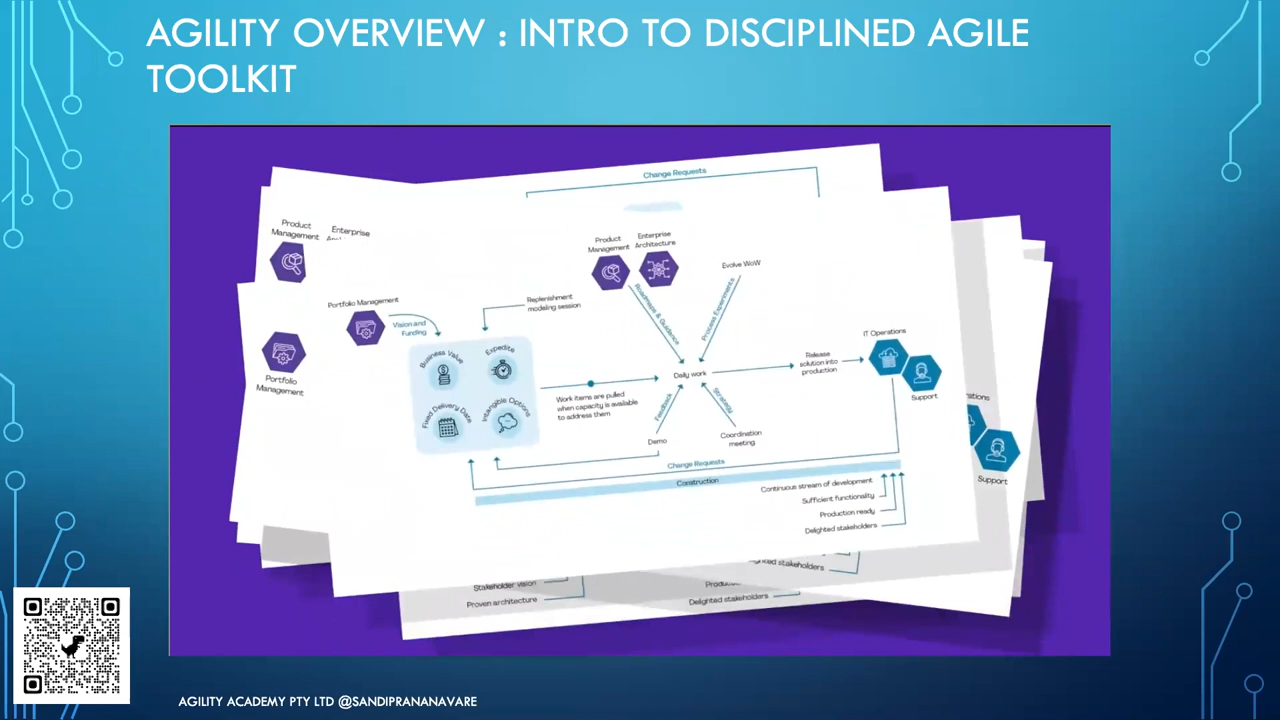 AGILITY OVERVIEW : INTRO TO DISCIPLINED AGILE
TOOLKIT
Change Requests
Product
Management
Enterprise
Portfolio
Management
Portfolio Management
Vision and
Funding
Replenishment
modeling session
Product
Management
Enterprise
Architecture
Roadmaps & Guidance
Evolve WoW
Process Experiments
Business Value
Expedite
Fixed Delivery Date
Intangible Options
Work items are pulled
when capacity is available
to address them
Daily work
Release
solution into
production
IT Operations
Support
Feedback
Strategy
Demo
Coordination
meeting
Change Requests
Construction
Continuous stream of development
Sufficient functionality
Production ready
Delighted stakeholders
Support
stakeholders
Stakeholder vision
Proven architecture
Delighted stakeholders
AGILITY ACADEMY PTY LTD @SANDIPRANANAVARE